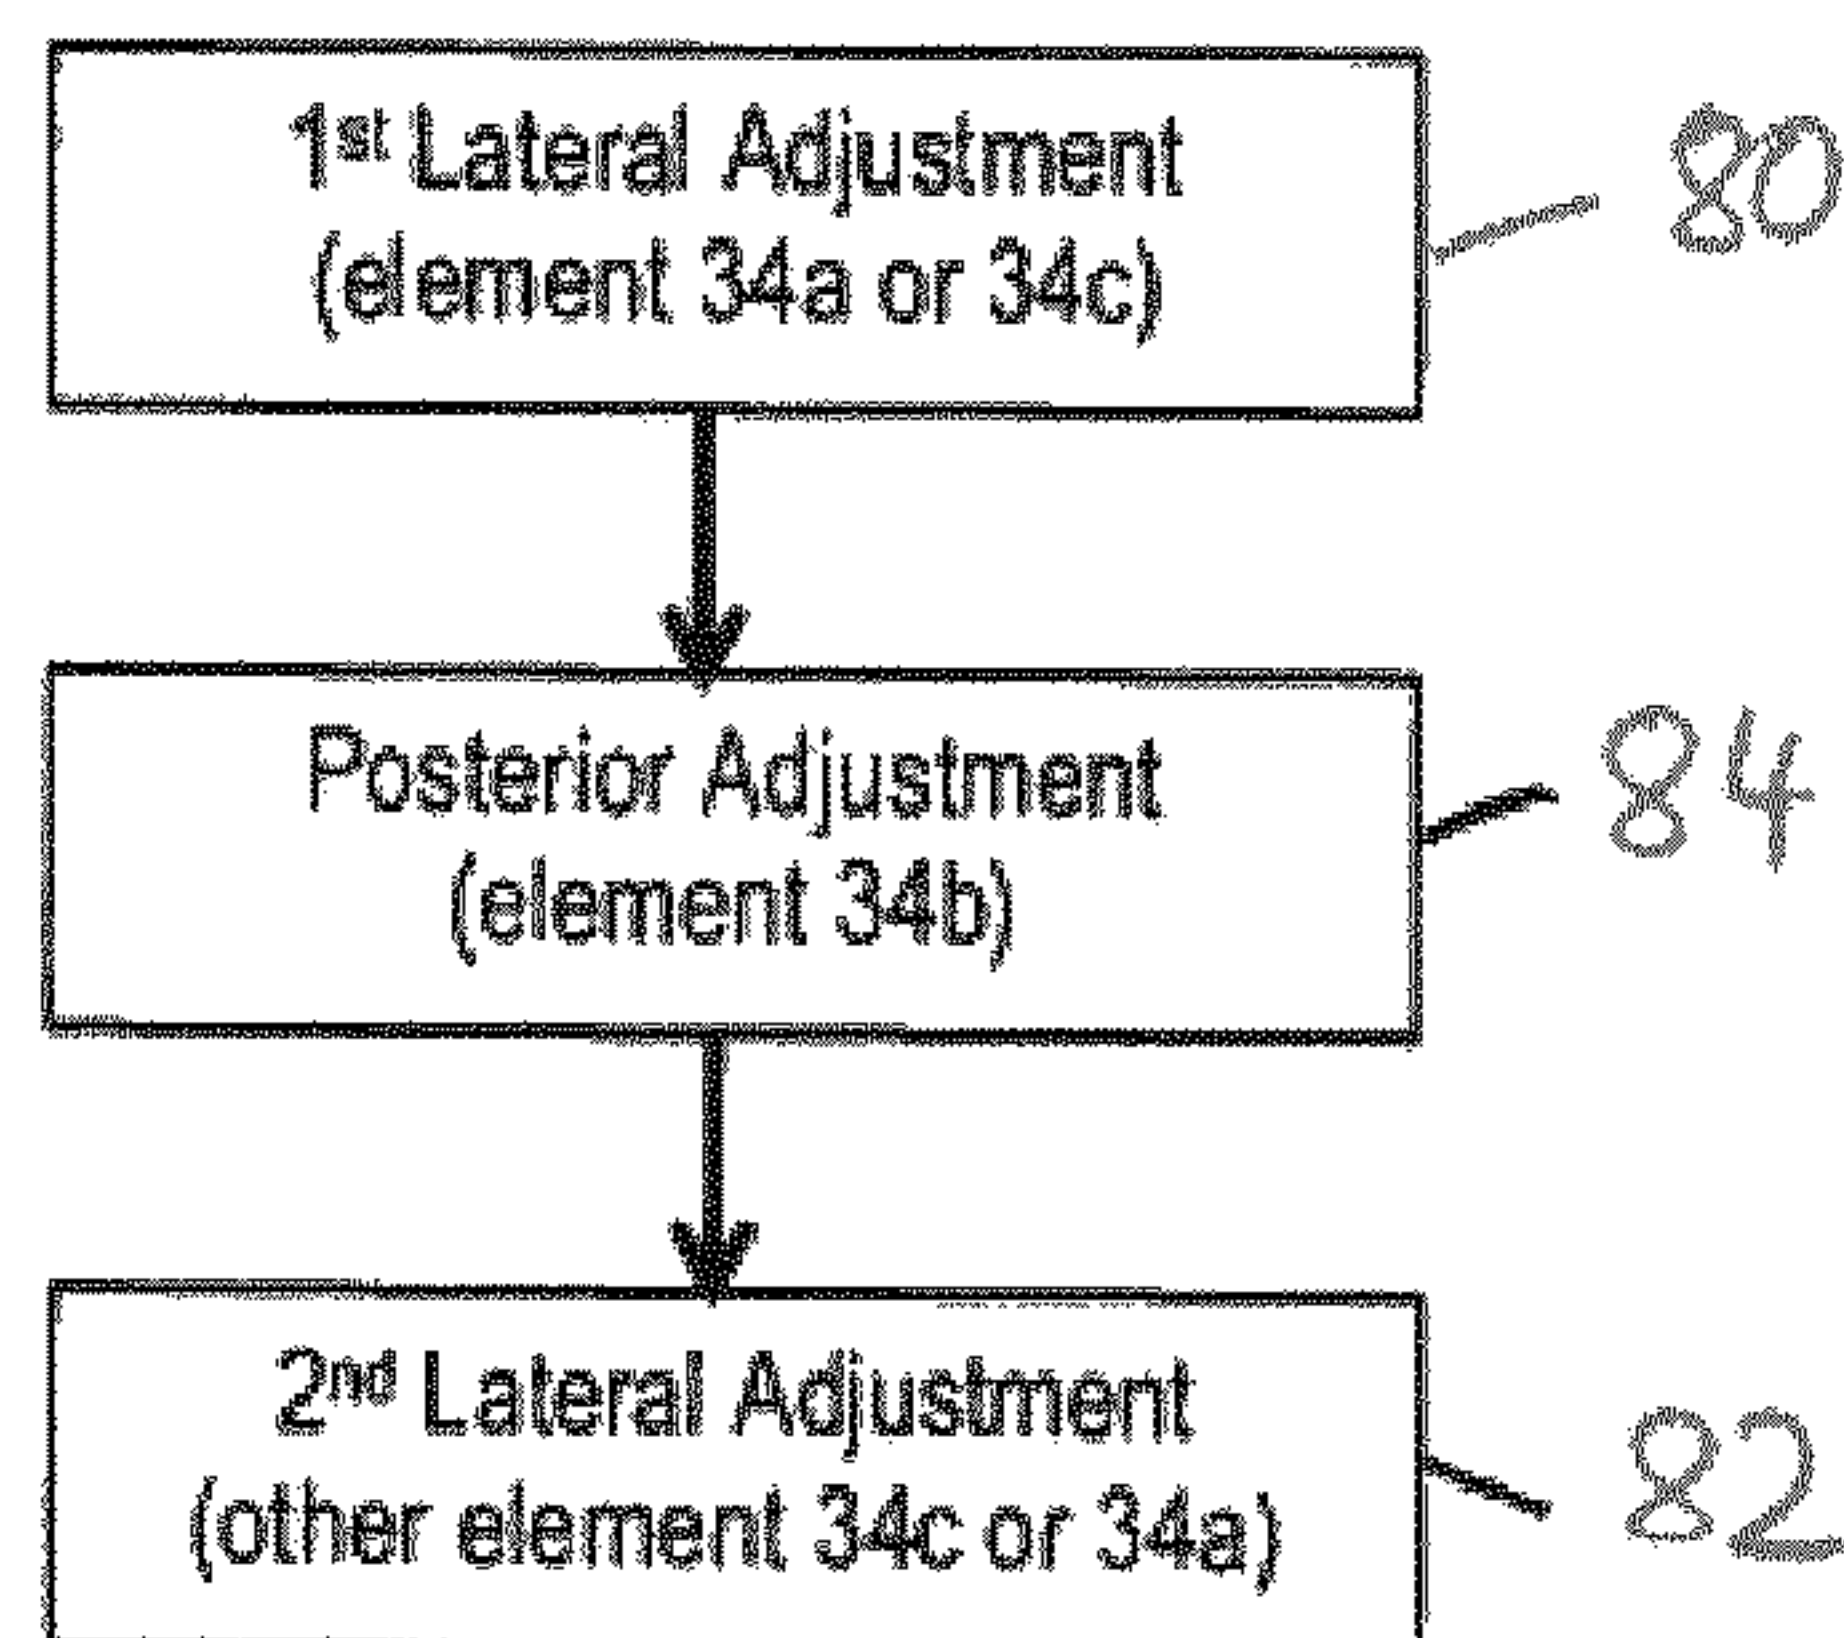 1st Lateral Adjustment
(element 34a or 34c)
80
Posterior Adjustment
(element 34b)
84
2nd Lateral Adjustment
(other element 34c or 34a)
82